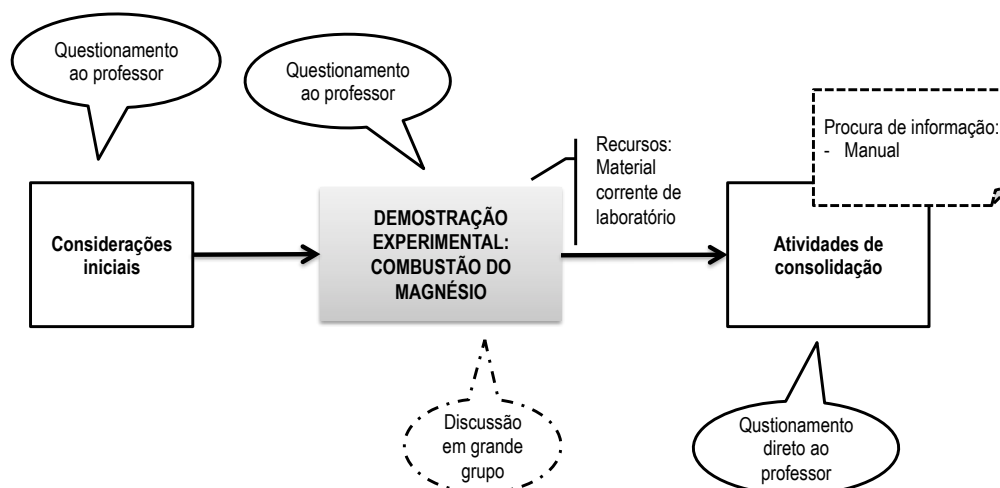 Questionamento
ao professor
Questionamento
ao professor
Procura de informação:
- Manual
Recursos:
Material
corrente de
laboratório
Considerações
iniciais
DEMOSTRAÇÃO
EXPERIMENTAL:
COMBUSTÃO DO
MAGNÉSIO
Atividades de
consolidação
Discussão
em grande
grupo
Qustionamento
direto ao
professor